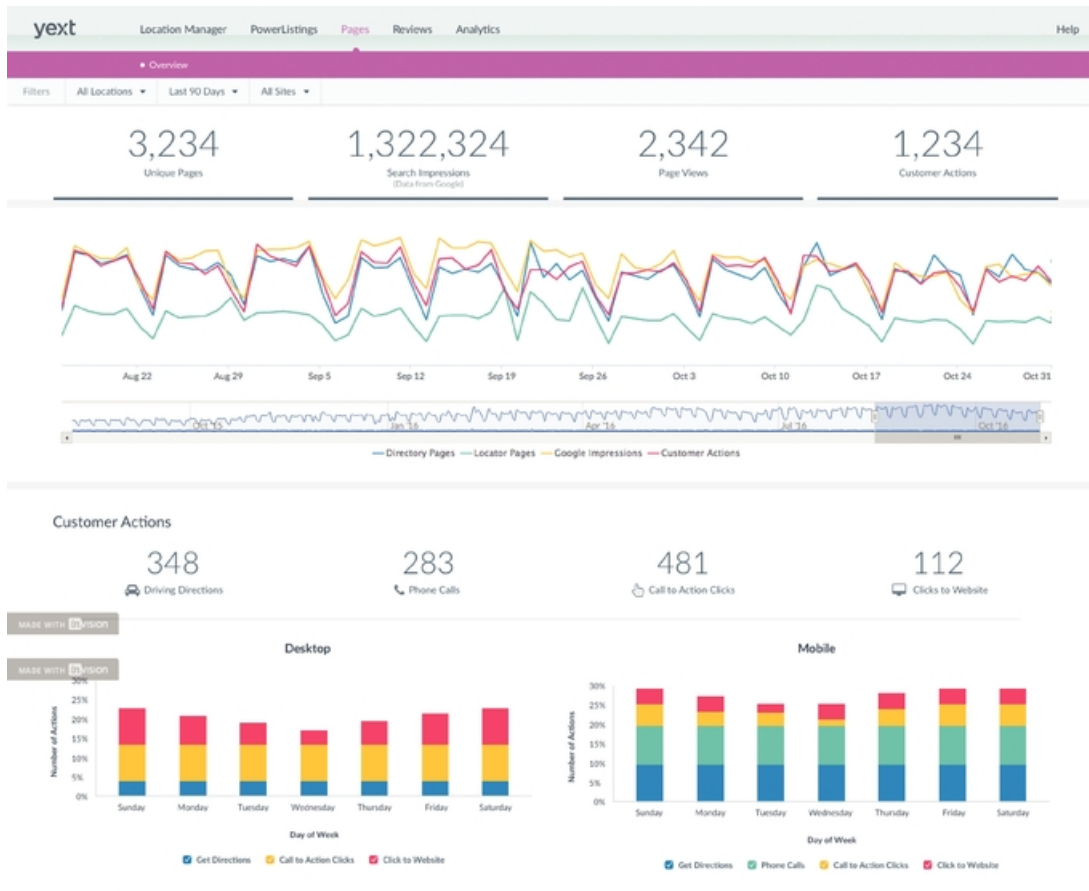 yext Location Manager PowerListings Pages Reviews Analytics Help
Overview
Filters All Locations Last 90 Days All Sites
3,234 1,322,324 2,342 1,234
Unique Pages Search Impressions Page Views Customer Actions
(Data from Google)
Aug 22 Aug 29 Sep 5 Sep 12 Sep 19 Sep 26 Oct 3 Oct 10 Oct 17 Oct 24 Oct 31
Oct '15 Jan '16 Apr '16 Jul '16 Oct '16
Directory Pages Locator Pages Google Impressions Customer Actions
Customer Actions
348 283 481 112
Driving Directions Phone Calls Call to Action Clicks Clicks to Website
MADE WITH invision
MADE WITH invision
Desktop
30%
25%
20%
15%
10%
5%
0%
Number of Actions
Sunday Monday Tuesday Wednesday Thursday Friday Saturday
Day of Week
Get Directions Call to Action Clicks Click to Website
Mobile
30%
25%
20%
15%
10%
5%
0%
Number of Actions
Sunday Monday Tuesday Wednesday Thursday Friday Saturday
Day of Week
Get Directions Phone Calls Call to Action Clicks Click to Website